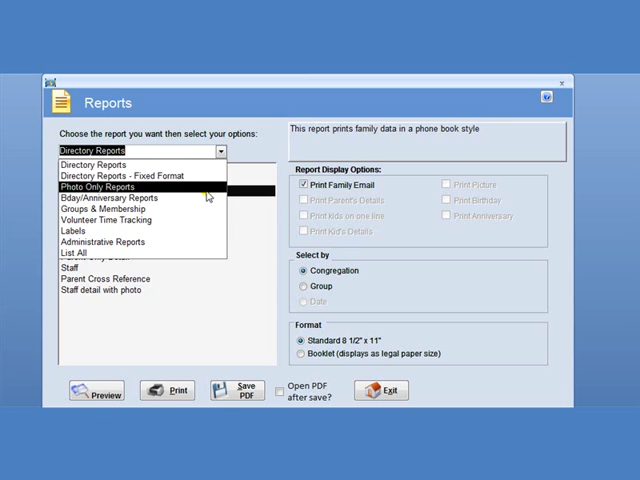 Reports
Choose the report you want then select your options:
Directory Reports
Directory Reports
Directory Reports - Fixed Format
Photo Only Reports
Bday/Anniversary Reports
Groups & Membership
Volunteer Time Tracking
Labels
Administrative Reports
List All
Staff
Parent Cross Reference
Staff detail with photo
This report prints family data in a phone book style
Report Display Options:
Print Family Email
Print Picture
Print Parent's Details
Print Birthday
Print kids on one line
Print Anniversary
Print Kid's Details
Select by
Congregation
Group
Date
Format
Standard 8 1/2" x 11"
Booklet (displays as legal paper size)
Preview
Print
Save
PDF
Open PDF
after save?
Exit